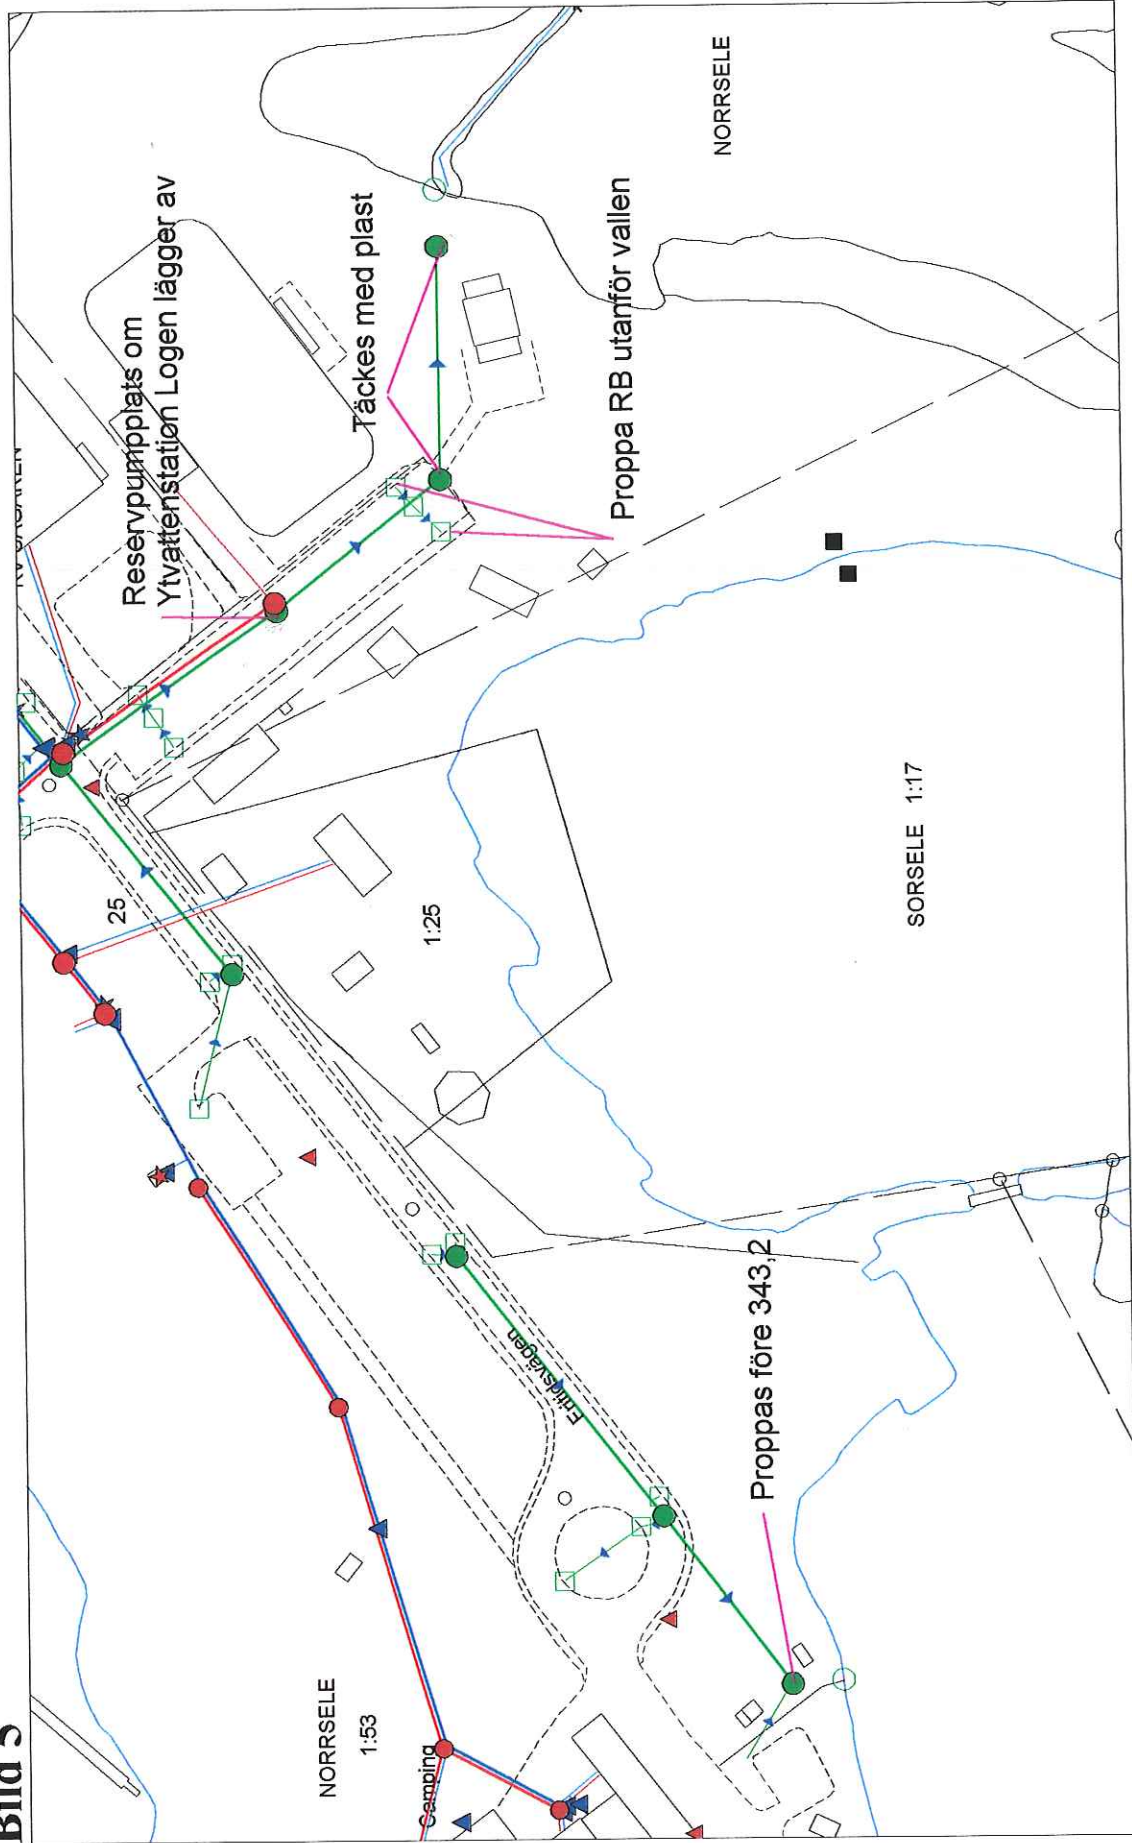 Bild 5
Reservpumpplats om
Ytvattenstation Logen lägger av
Täckes med plast
NORRSELE
Proppa RB utanför vallen
25
1:25
SORSELE 1:17
Proppas före 343,2
Fritidsvägen
NORRSELE
1:53
Camping